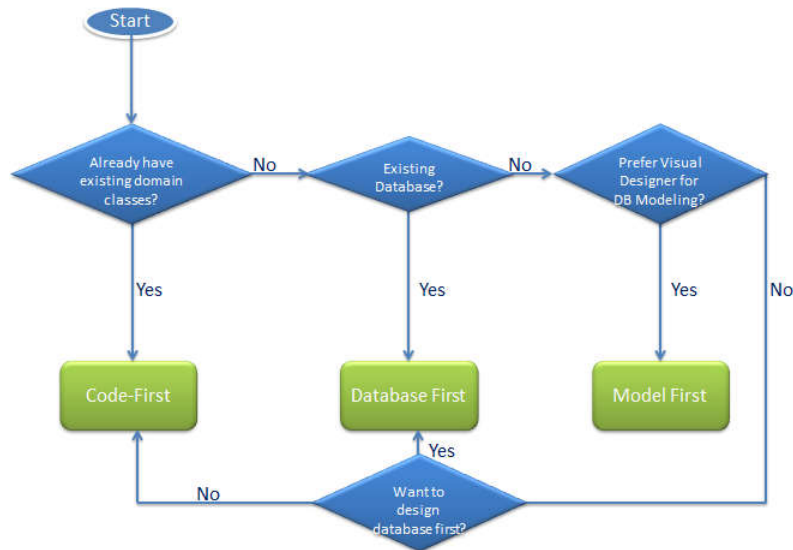 Start
Already have
existing domain
classes?
No
Existing
Database?
No
Prefer Visual
Designer for
DB Modeling?
Yes
Yes
Yes
No
Code-First
Database First
Model First
Yes
No
Want to
design
database first?